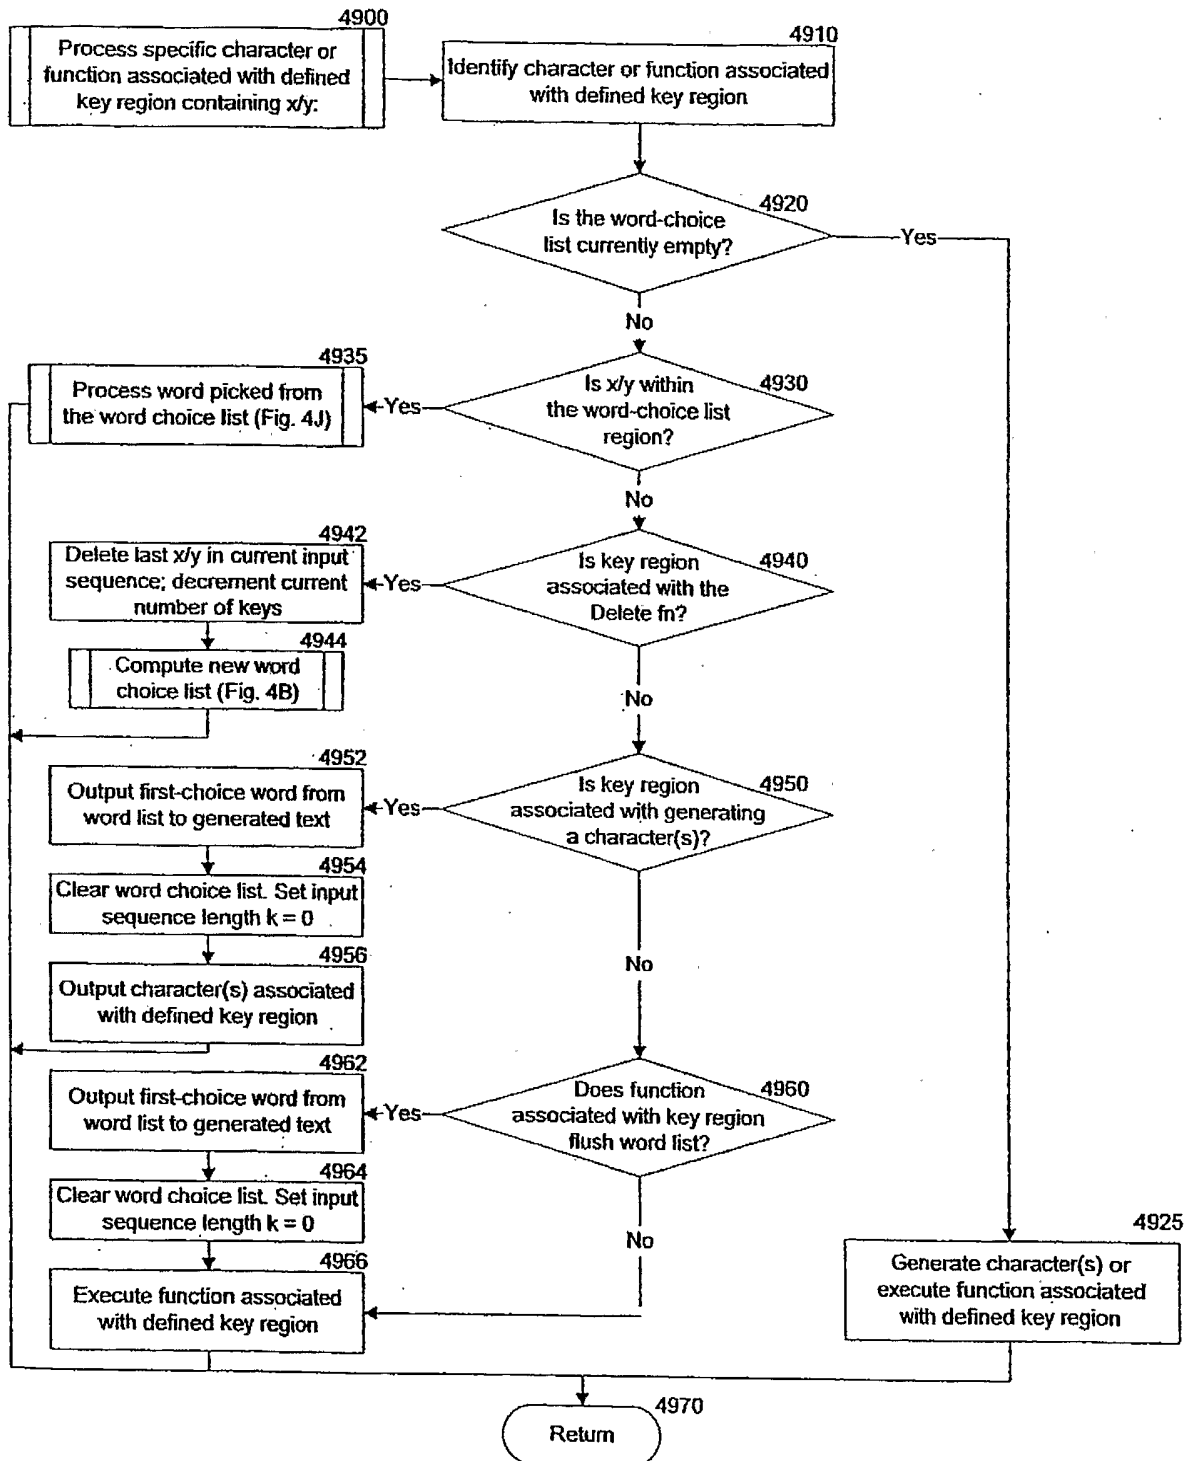 4900
Process specific character or
function associated with defined
key region containing x/y:
4910
Identify character or function associated
with defined key region
4920
Is the word-choice
list currently empty?
Yes
No
4935
Process word picked from
the word choice list (Fig. 4J)
Yes
4930
Is x/y within
the word-choice list
region?
No
4942
Delete last x/y in current input
sequence; decrement current
number of keys
Yes
4940
Is key region
associated with the
Delete fn?
4944
Compute new word
choice list (Fig. 4B)
No
4952
Output first-choice word from
word list to generated text
Yes
4950
Is key region
associated with generating
a character(s)?
4954
Clear word choice list. Set input
sequence length k = 0
4956
Output character(s) associated
with defined key region
No
4962
Output first-choice word from
word list to generated text
Yes
4960
Does function
associated with key region
flush word list?
4964
Clear word choice list. Set input
sequence length k = 0
No
4966
Execute function associated
with defined key region
4925
Generate character(s) or
execute function associated
with defined key region
4970
Return